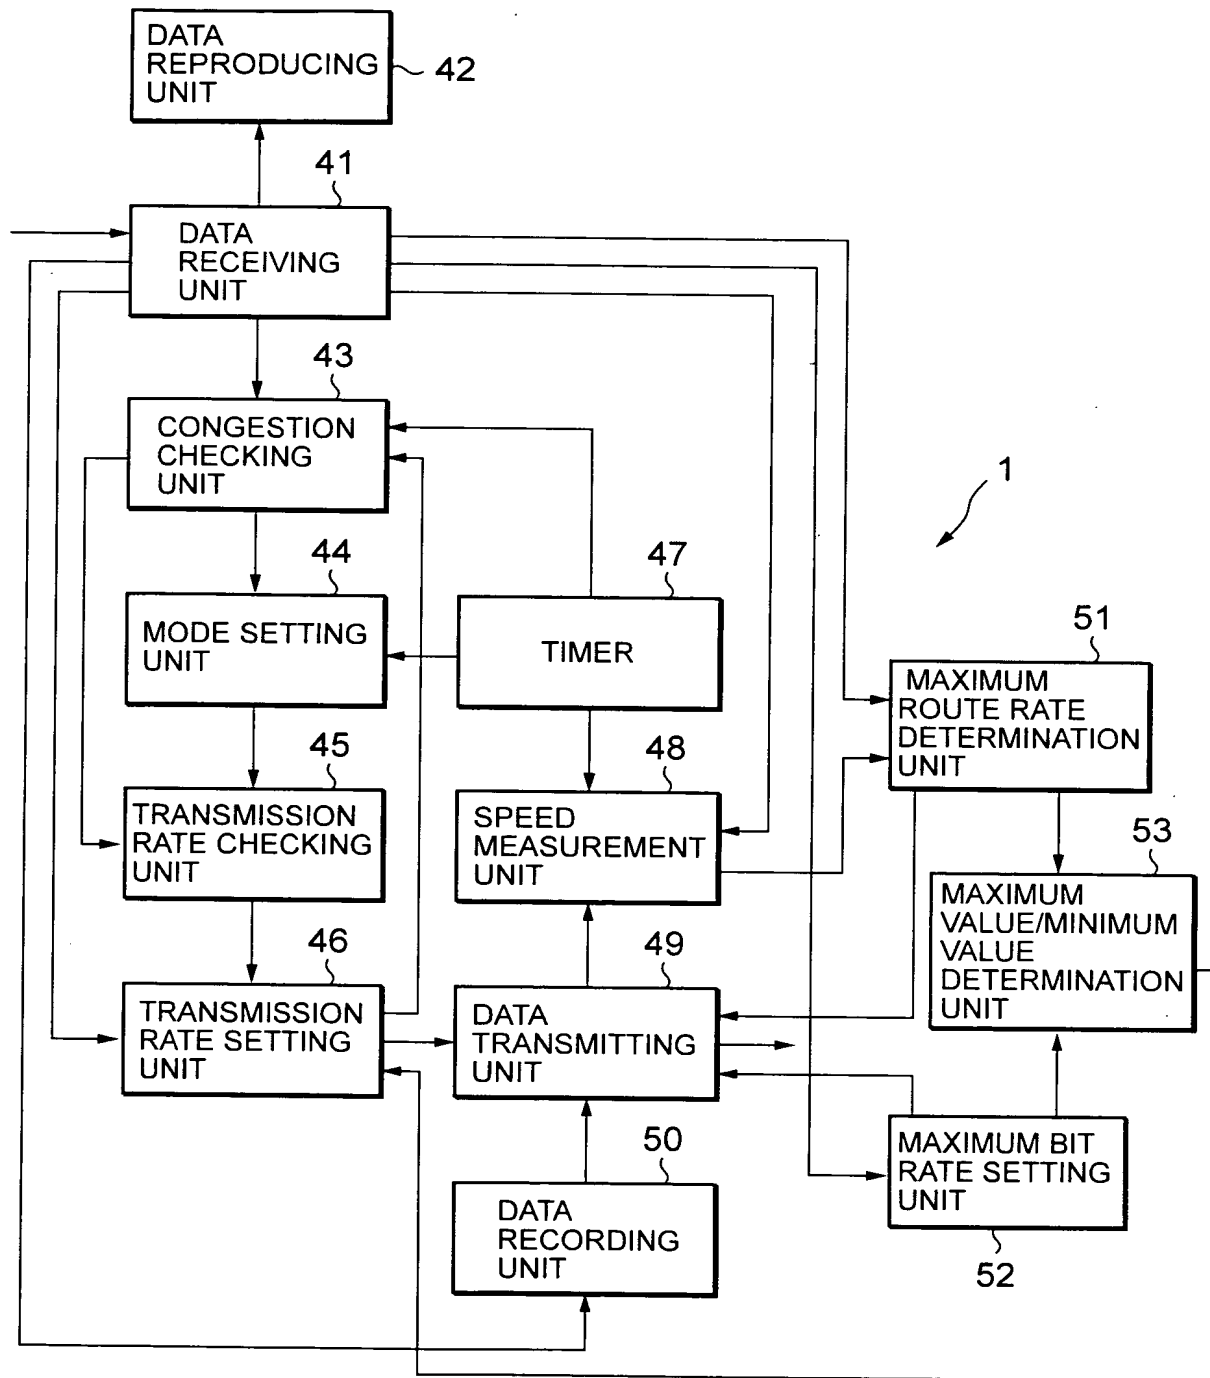 DATA
REPRODUCING
UNIT
42
41
DATA
RECEIVING
UNIT
43
CONGESTION
CHECKING
UNIT
1
44
MODE SETTING
UNIT
47
TIMER
51
MAXIMUM
ROUTE RATE
DETERMINATION
UNIT
45
TRANSMISSION
RATE CHECKING
UNIT
48
SPEED
MEASUREMENT
UNIT
53
MAXIMUM
VALUE/MINIMUM
VALUE
DETERMINATION
UNIT
46
TRANSMISSION
RATE SETTING
UNIT
49
DATA
TRANSMITTING
UNIT
50
DATA
RECORDING
UNIT
MAXIMUM BIT
RATE SETTING
UNIT
52